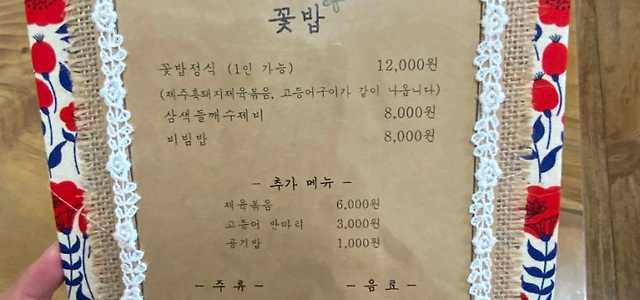 꽃밥
꽃밥정식 (1인 가능) 12,000원
(제주흑돼지제육볶음, 고등어구이가 같이 나옵니다)
삼색들깨수제비 8,000원
비빔밥 8,000원
- 추가 메뉴 -
제육볶음 6,000원
고등어 반마리 3,000원
공기밥 1,000원
- 주류 - - 음료 -